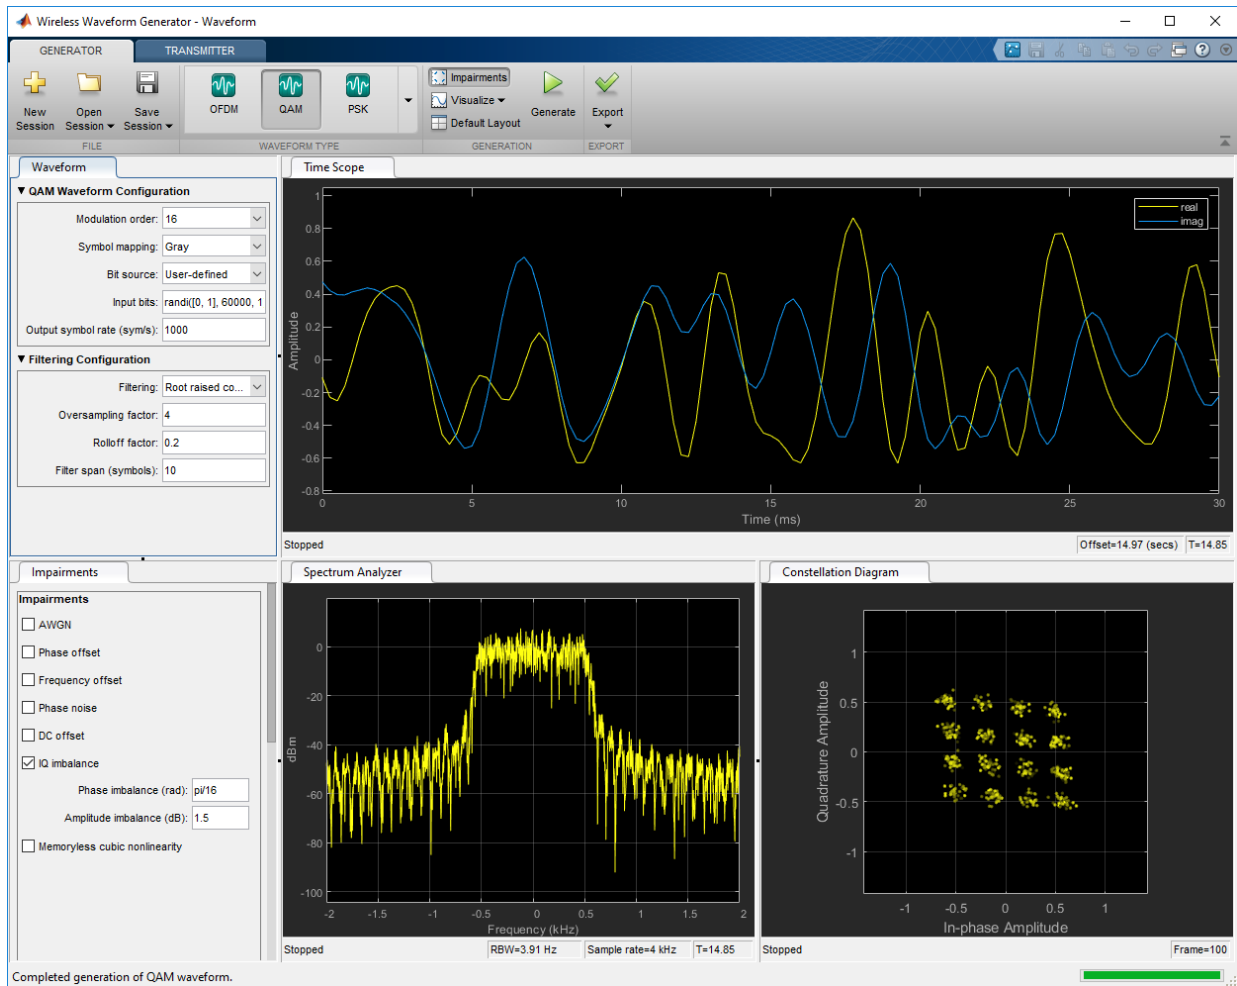 Wireless Waveform Generator - Waveform
GENERATOR TRANSMITTER
New Session
Open Session
Save Session
OFDM
QAM
PSK
Impairments
Visualize
Default Layout
Generate
Export
FILE WAVEFORM TYPE GENERATION EXPORT
Waveform
QAM Waveform Configuration
Modulation order: 16
Symbol mapping: Gray
Bit source: User-defined
Input bits: randi([0, 1], 60000, 1
Output symbol rate (sym/s): 1000
Filtering Configuration
Filtering: Root raised co...
Oversampling factor: 4
Rolloff factor: 0.2
Filter span (symbols): 10
Time Scope
1
0.8
0.6
0.4
0.2
0
-0.2
-0.4
-0.6
-0.8
Amplitude
real
imag
0 5 10 15 20 25 30
Time (ms)
Stopped Offset=14.97 (secs) T=14.85
Impairments
Impairments
AWGN
Phase offset
Frequency offset
Phase noise
DC offset
IQ imbalance
Phase imbalance (rad): pi/16
Amplitude imbalance (dB): 1.5
Memoryless cubic nonlinearity
Spectrum Analyzer
0
-20
-40
-60
-80
-100
dBm
-2 -1.5 -1 -0.5 0 0.5 1 1.5 2
Frequency (kHz)
Stopped RBW=3.91 Hz Sample rate=4 kHz T=14.85
Constellation Diagram
1
0.5
0
-0.5
-1
Quadrature Amplitude
-1 -0.5 0 0.5 1
In-phase Amplitude
Stopped Frame=100
Completed generation of QAM waveform.